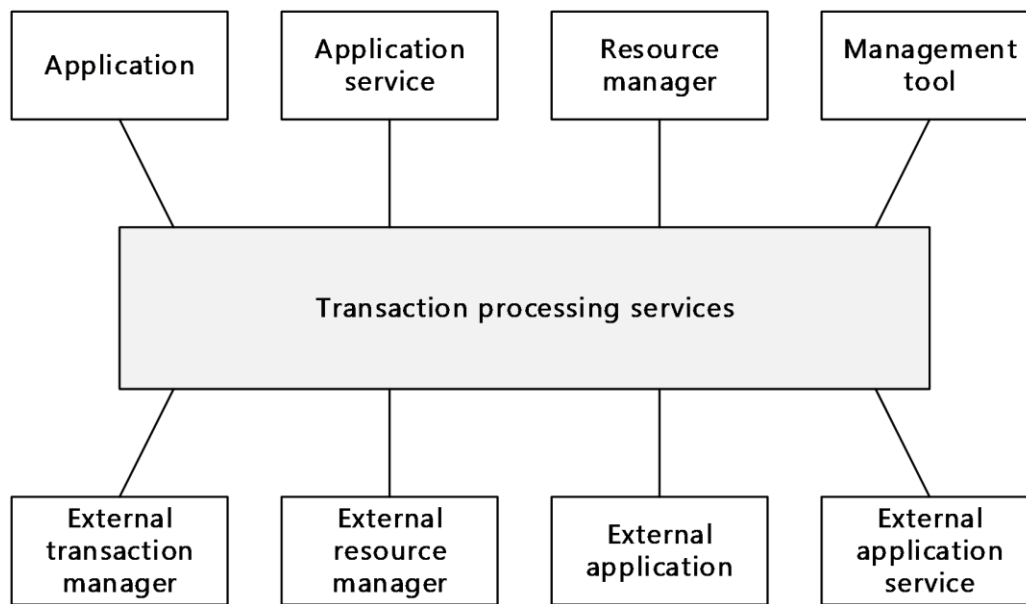 Application
Application
service
Resource
manager
Management
tool
Transaction processing services
External
transaction
manager
External
resource
manager
External
application
External
application
service